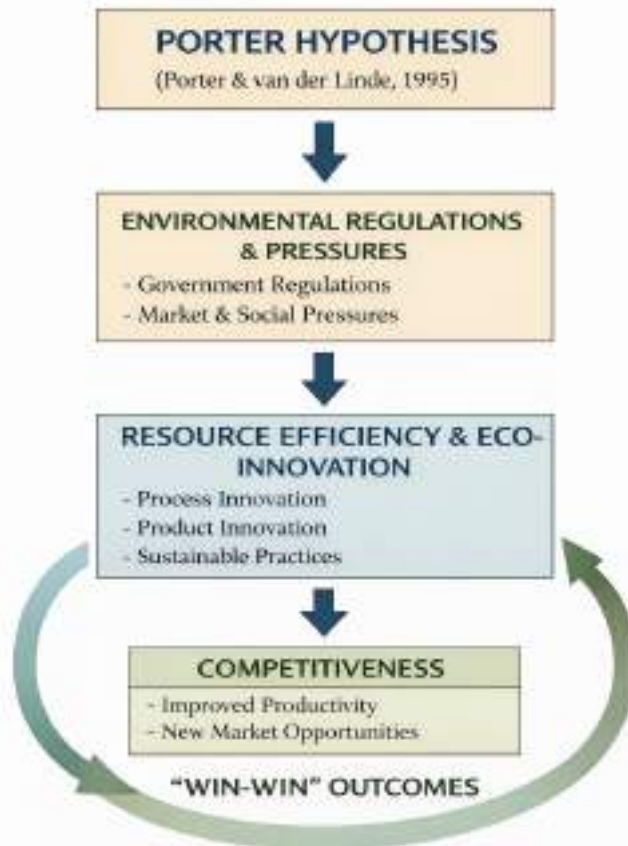 PORTER HYPOTHESIS
(Porter & van der Linde, 1995)
ENVIRONMENTAL REGULATIONS
& PRESSURES
- Government Regulations
- Market & Social Pressures
RESOURCE EFFICIENCY & ECO-
INNOVATION
- Process Innovation
- Product Innovation
- Sustainable Practices
COMPETITIVENESS
- Improved Productivity
- New Market Opportunities
"WIN-WIN" OUTCOMES